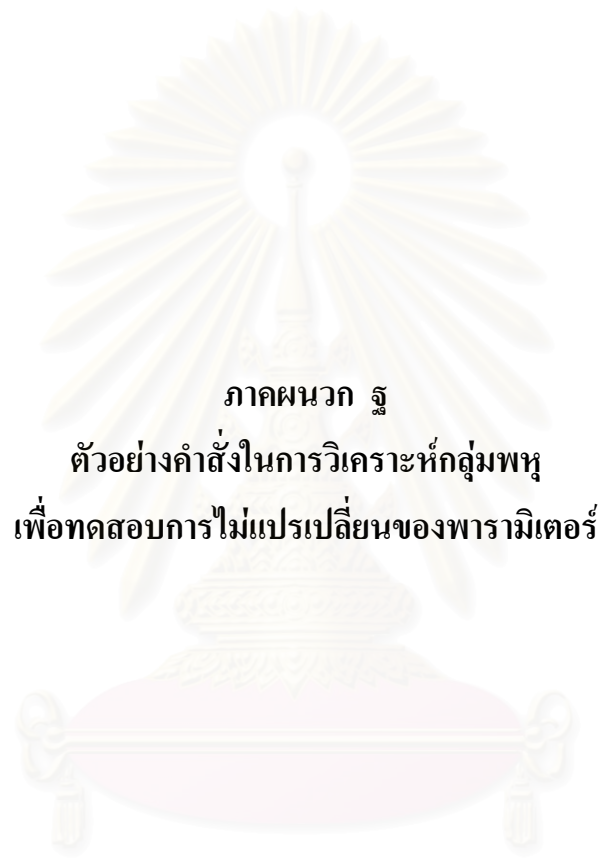 ภาคผนวก ฐ
ตัวอย่างคำสั่งในการวิเคราะห์กลุ่มพหุ
เพื่อทดสอบการไม่แปรเปลี่ยนของพารามิเตอร์